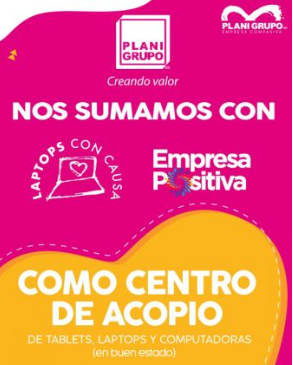 PLANI GRUPO
EMPRESA COMPASIVA
PLANI
GRUPO
Creando valor
NOS SUMAMOS CON
LAPTOPS CON CAUSA
Empresa
Positiva
COMO CENTRO
DE ACOPIO
DE TABLETS, LAPTOPS Y COMPUTADORAS
(en buen estado)